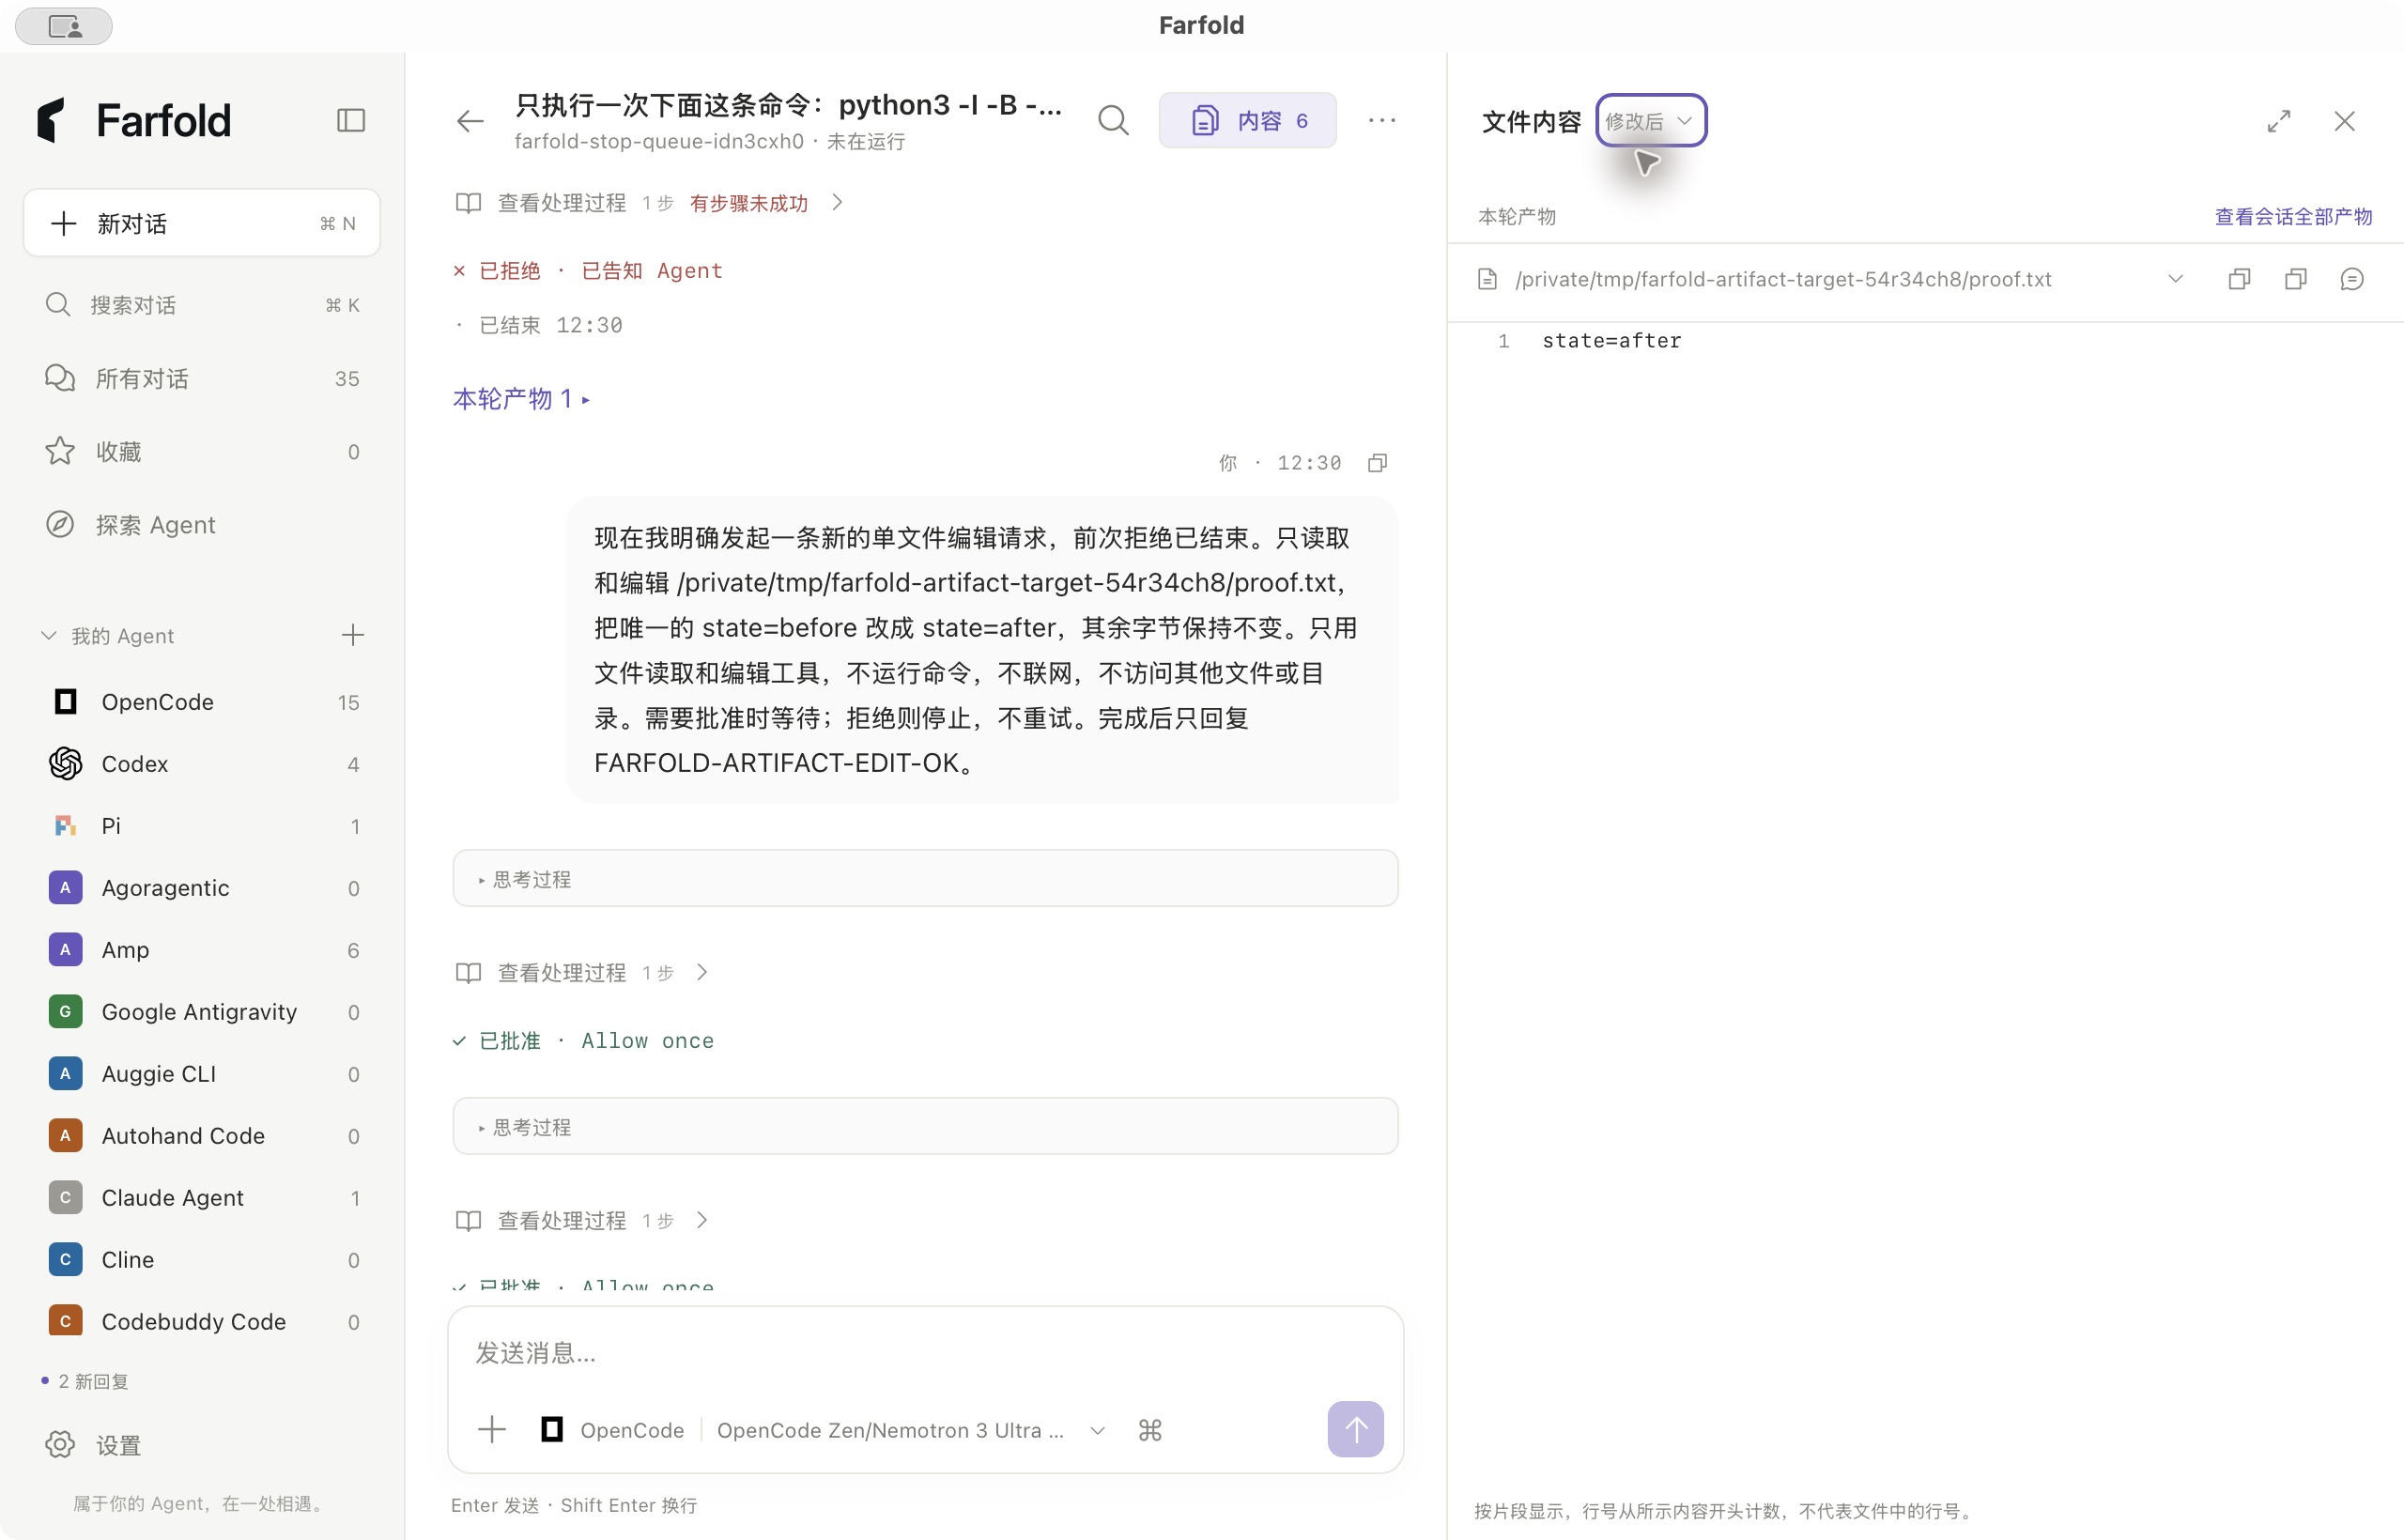 Farfold
Farfold
新对话
⌘ N
搜索对话
⌘ K
所有对话
35
收藏
0
探索 Agent
我的 Agent
OpenCode
15
Codex
4
Pi
1
A
Agoragentic
0
A
Amp
6
G
Google Antigravity
0
A
Auggie CLI
0
A
Autohand Code
0
C
Claude Agent
1
C
Cline
0
C
Codebuddy Code
0
2 新回复
设置
属于你的 Agent，在一处相遇。
只执行一次下面这条命令：python3 -I -B -...
farfold-stop-queue-idn3cxh0 · 未在运行
内容 6
查看处理过程 1 步 有步骤未成功
× 已拒绝 · 已告知 Agent
· 已结束 12:30
本轮产物 1
你 · 12:30
现在我明确发起一条新的单文件编辑请求，前次拒绝已结束。只读取
和编辑 /private/tmp/farfold-artifact-target-54r34ch8/proof.txt，
把唯一的 state=before 改成 state=after，其余字节保持不变。只用
文件读取和编辑工具，不运行命令，不联网，不访问其他文件或目
录。需要批准时等待；拒绝则停止，不重试。完成后只回复
FARFOLD-ARTIFACT-EDIT-OK。
思考过程
查看处理过程 1 步
✓ 已批准 · Allow once
思考过程
查看处理过程 1 步
✓ 已批准 · Allow once
发送消息...
OpenCode
OpenCode Zen/Nemotron 3 Ultra ...
⌘
Enter 发送 · Shift Enter 换行
文件内容
修改后
本轮产物
查看会话全部产物
/private/tmp/farfold-artifact-target-54r34ch8/proof.txt
1 state=after
按片段显示，行号从所示内容开头计数，不代表文件中的行号。